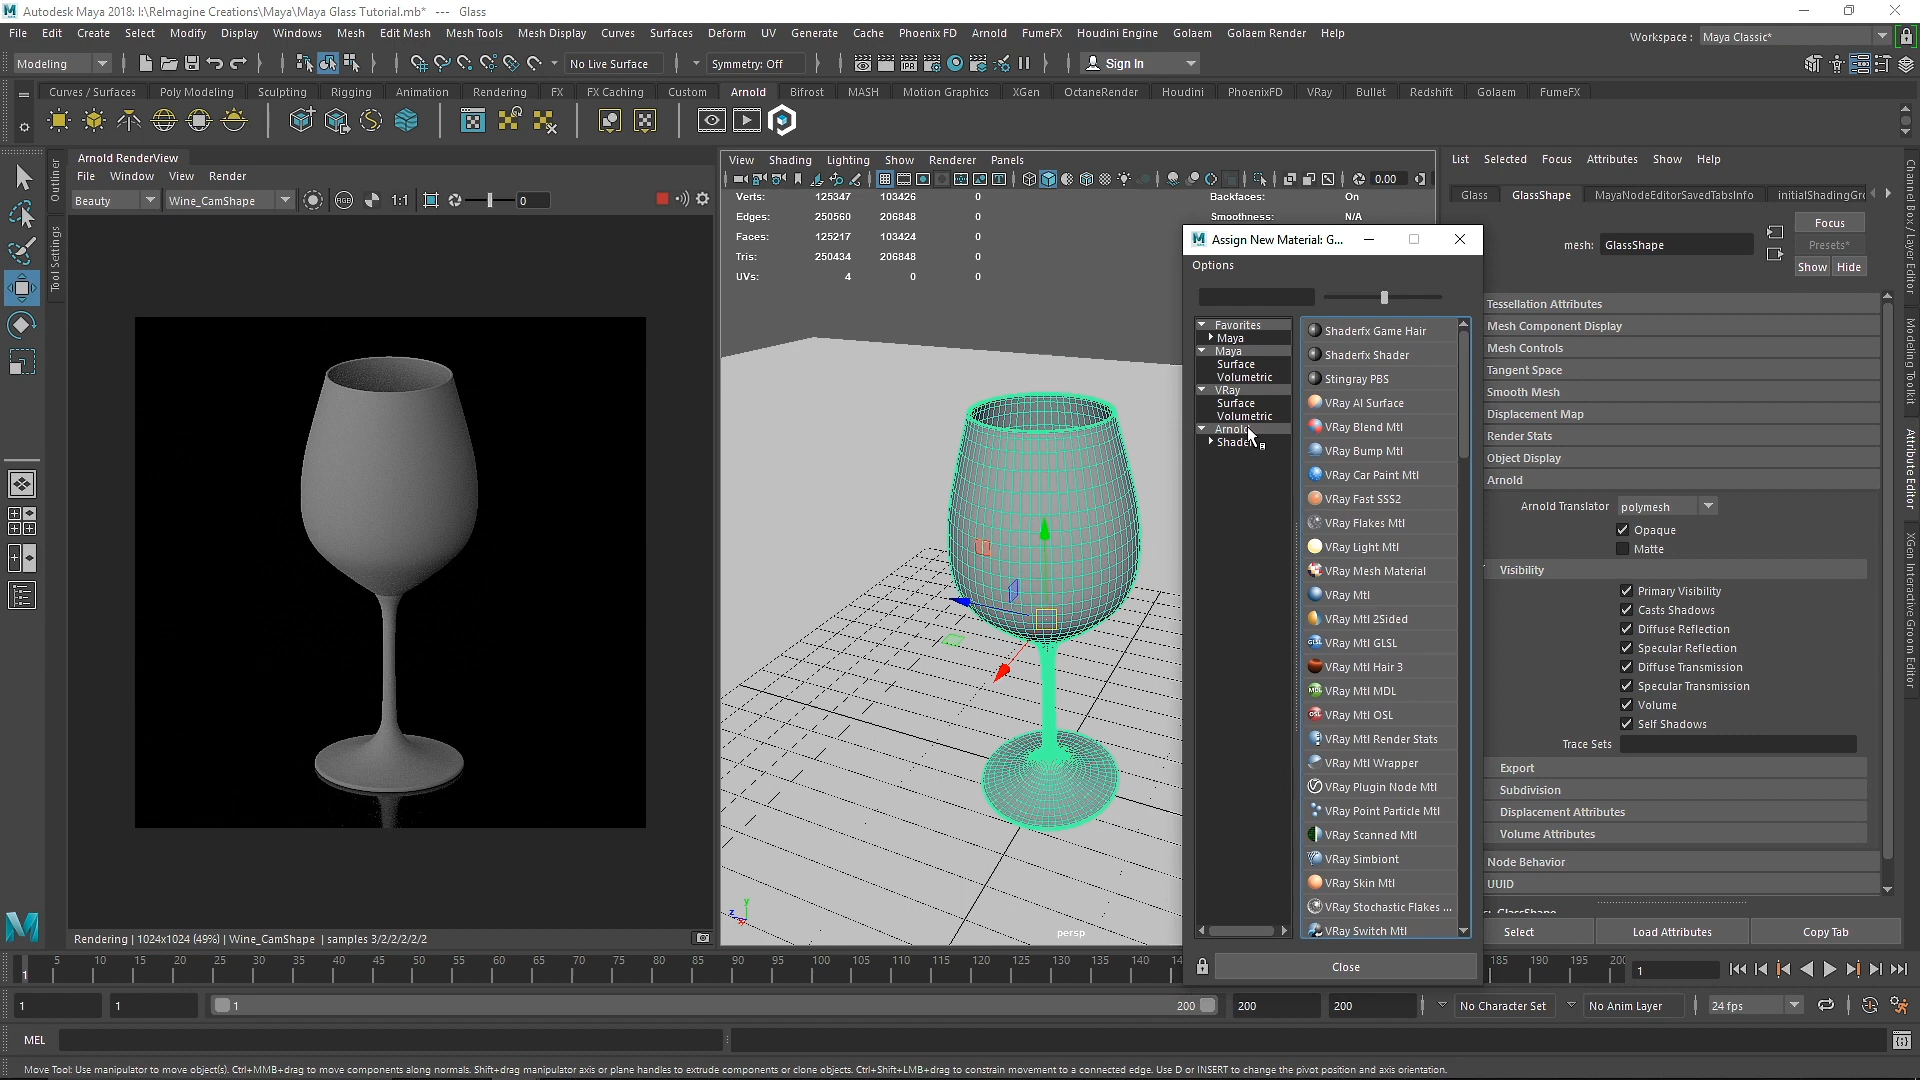 Autodesk Maya 2018: I:\ReImagine Creations\Maya\Maya Glass Tutorial.mb* --- Glass
File Edit Create Select Modify Display Windows Mesh Edit Mesh Mesh Tools Mesh Display Curves Surfaces Deform UV Generate Cache Phoenix FD Arnold FumeFX Houdini Engine Golaem Golaem Render Help
Workspace : Maya Classic*
Modeling No Live Surface Symmetry: Off Sign In
Curves / Surfaces Poly Modeling Sculpting Rigging Animation Rendering FX FX Caching Custom Arnold Bifrost MASH Motion Graphics XGen OctaneRender Houdini PhoenixFD VRay Bullet Redshift Golaem FumeFX
Outliner
Tool Settings
Arnold RenderView
File Window View Render
Beauty Wine_CamShape RGB 1:1 0
Rendering | 1024x1024 (49%) | Wine_CamShape | samples 3/2/2/2/2/2
View Shading Lighting Show Renderer Panels
0.00
Verts: 125347 103426 0
Edges: 250560 206848 0
Faces: 125217 103424 0
Tris: 250434 206848 0
UVs: 4 0 0
Backfaces: On
Smoothness: N/A
y
z
persp
Assign New Material: G...
Options
Favorites
Maya
Maya
Surface
Volumetric
VRay
Surface
Volumetric
Arnold
Shader
Shaderfx Game Hair
Shaderfx Shader
Stingray PBS
VRay Al Surface
VRay Blend Mtl
VRay Bump Mtl
VRay Car Paint Mtl
VRay Fast SSS2
VRay Flakes Mtl
VRay Light Mtl
VRay Mesh Material
VRay Mtl
VRay Mtl 2Sided
VRay Mtl GLSL
VRay Mtl Hair 3
VRay Mtl MDL
VRay Mtl OSL
VRay Mtl Render Stats
VRay Mtl Wrapper
VRay Plugin Node Mtl
VRay Point Particle Mtl
VRay Scanned Mtl
VRay Simbiont
VRay Skin Mtl
VRay Stochastic Flakes ...
VRay Switch Mtl
Close
List Selected Focus Attributes Show Help
Glass GlassShape MayaNodeEditorSavedTabsInfo initialShadingGr
mesh: GlassShape
Focus
Presets*
Show Hide
Tessellation Attributes
Mesh Component Display
Mesh Controls
Tangent Space
Smooth Mesh
Displacement Map
Render Stats
Object Display
Arnold
Arnold Translator polymesh
Opaque
Matte
Visibility
Primary Visibility
Casts Shadows
Diffuse Reflection
Specular Reflection
Diffuse Transmission
Specular Transmission
Volume
Self Shadows
Trace Sets
Export
Subdivision
Displacement Attributes
Volume Attributes
Node Behavior
UUID
Select Load Attributes Copy Tab
Channel Box / Layer Editor
Modeling Toolkit
Attribute Editor
XGen Interactive Groom Editor
1 5 10 15 20 25 30 35 40 45 50 55 60 65 70 75 80 85 90 95 100 105 110 115 120 125 130 135 140 14 185 190 195 20 1
1 1 1 200 200 200 No Character Set No Anim Layer 24 fps
MEL
Move Tool: Use manipulator to move object(s). Ctrl+MMB+drag to move components along normals. Shift+drag manipulator axis or plane handles to extrude components or clone objects. Ctrl+Shift+LMB+drag to constrain movement to a connected edge. Use D or INSERT to change the pivot position and axis orientation.